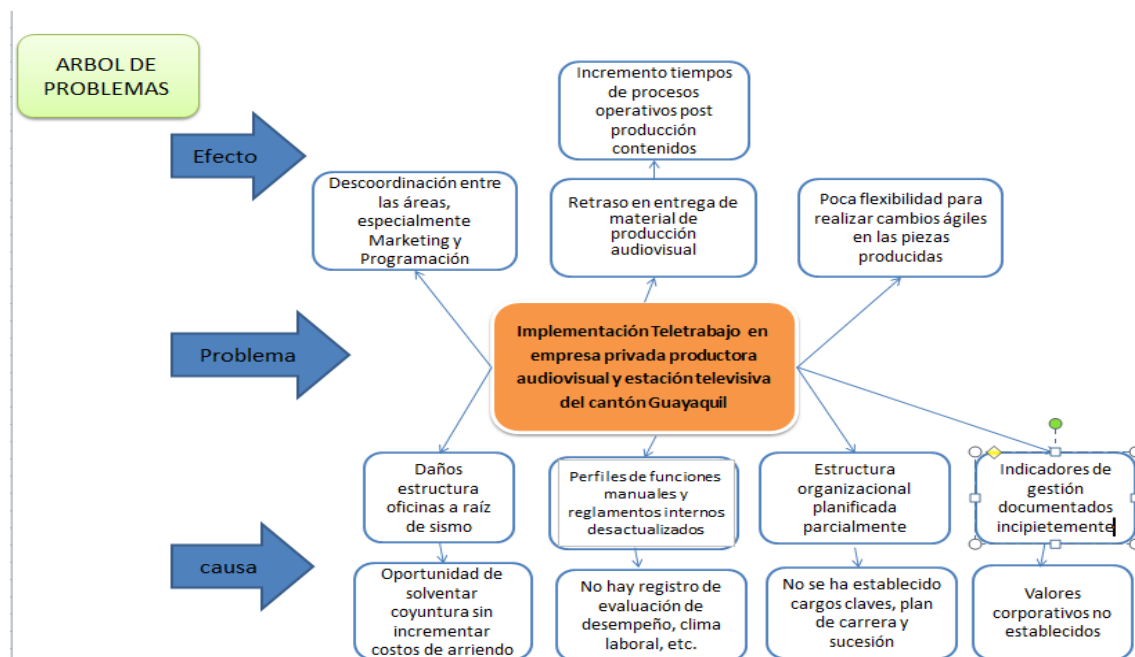 ARBOL DE
PROBLEMAS
Efecto
Incremento tiempos
de procesos
operativos post
producción
contenidos
Descoordinación entre
las áreas,
especialmente
Marketing y
Programación
Retraso en entrega de
material de
producción
audiovisual
Poca flexibilidad para
realizar cambios ágiles
en las piezas
producidas
Problema
Implementación Teletrabajo en
empresa privada productora
audiovisual y estación televisiva
del cantón Guayaquil
Daños
estructura
oficinas a raíz
de sismo
Perfiles de funciones
manuales y
reglamentos internos
desactualizados
Estructura
organizacional
planificada
parcialmente
Indicadores de
gestión
documentados
incipietemente
causa
Oportunidad de
solventar
coyuntura sin
incrementar
costos de arriendo
No hay registro de
evaluación de
desempeño, clima
laboral, etc.
No se ha establecido
cargos claves, plan
de carrera y
sucesión
Valores
corporativos no
establecidos